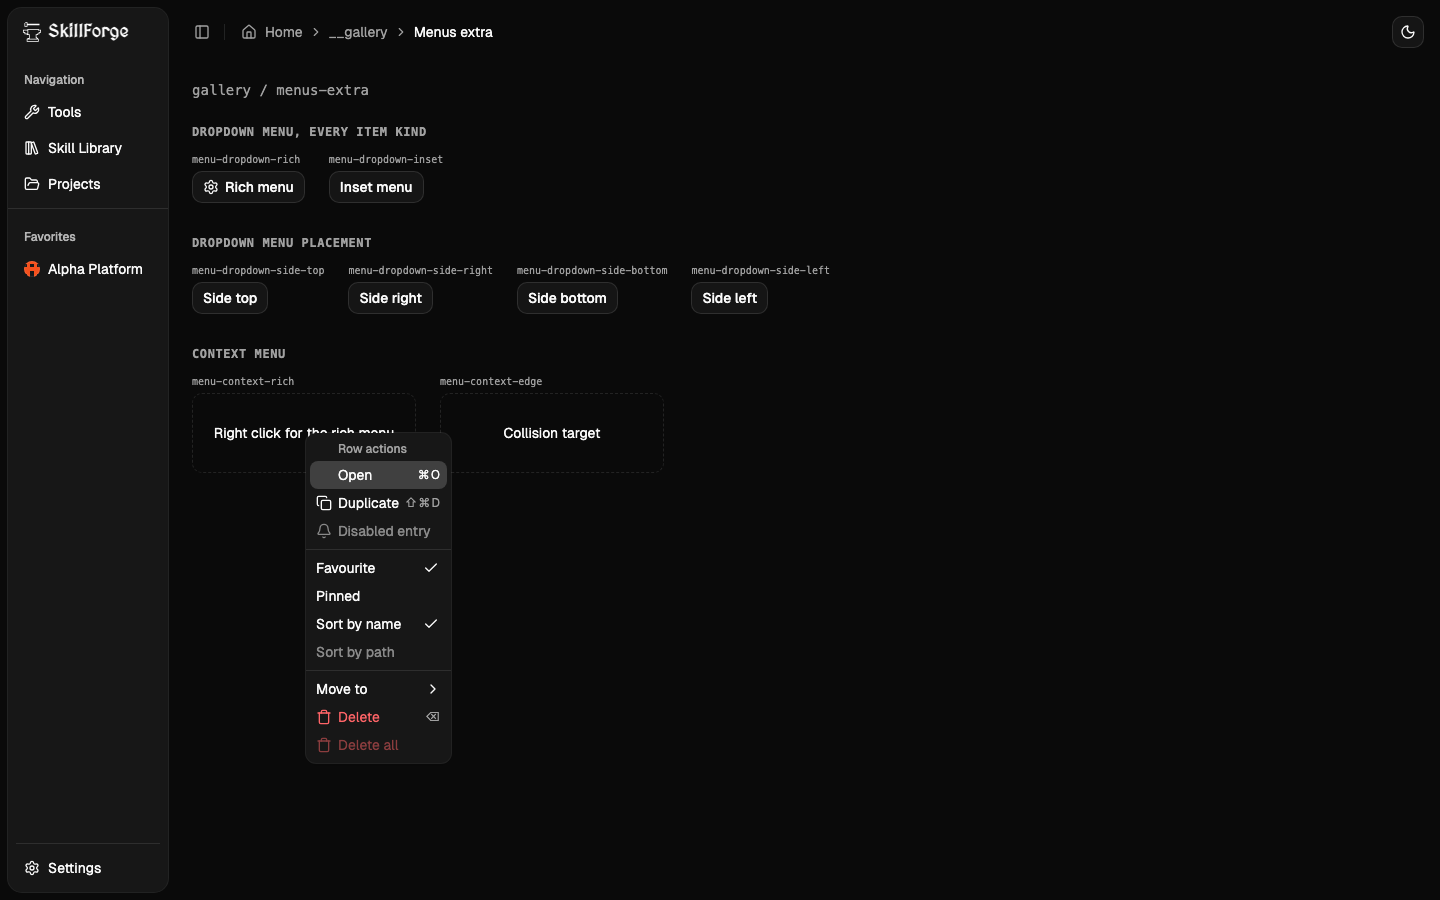 SkillForge
Home > __gallery > Menus extra
Navigation
Tools
Skill Library
Projects
Favorites
Alpha Platform
Settings
gallery / menus-extra
DROPDOWN MENU, EVERY ITEM KIND
menu-dropdown-rich menu-dropdown-inset
Rich menu Inset menu
DROPDOWN MENU PLACEMENT
menu-dropdown-side-top menu-dropdown-side-right menu-dropdown-side-bottom menu-dropdown-side-left
Side top Side right Side bottom Side left
CONTEXT MENU
menu-context-rich menu-context-edge
Right click for the rich menu Collision target
Row actions
Open ⌘O
Duplicate ⇧⌘D
Disabled entry
Favourite
Pinned
Sort by name
Sort by path
Move to
Delete ⌫
Delete all